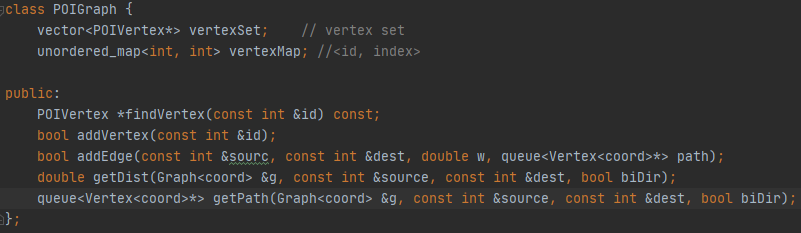 class POIGraph {
    vector<POIVertex*> vertexSet;    // vertex set
    unordered_map<int, int> vertexMap; //<id, index>

public:
    POIVertex *findVertex(const int &id) const;
    bool addVertex(const int &id);
    bool addEdge(const int &sourc, const int &dest, double w, queue<Vertex<coord>*> path);
    double getDist(Graph<coord> &g, const int &source, const int &dest, bool biDir);
    queue<Vertex<coord>*> getPath(Graph<coord> &g, const int &source, const int &dest, bool biDir);
};